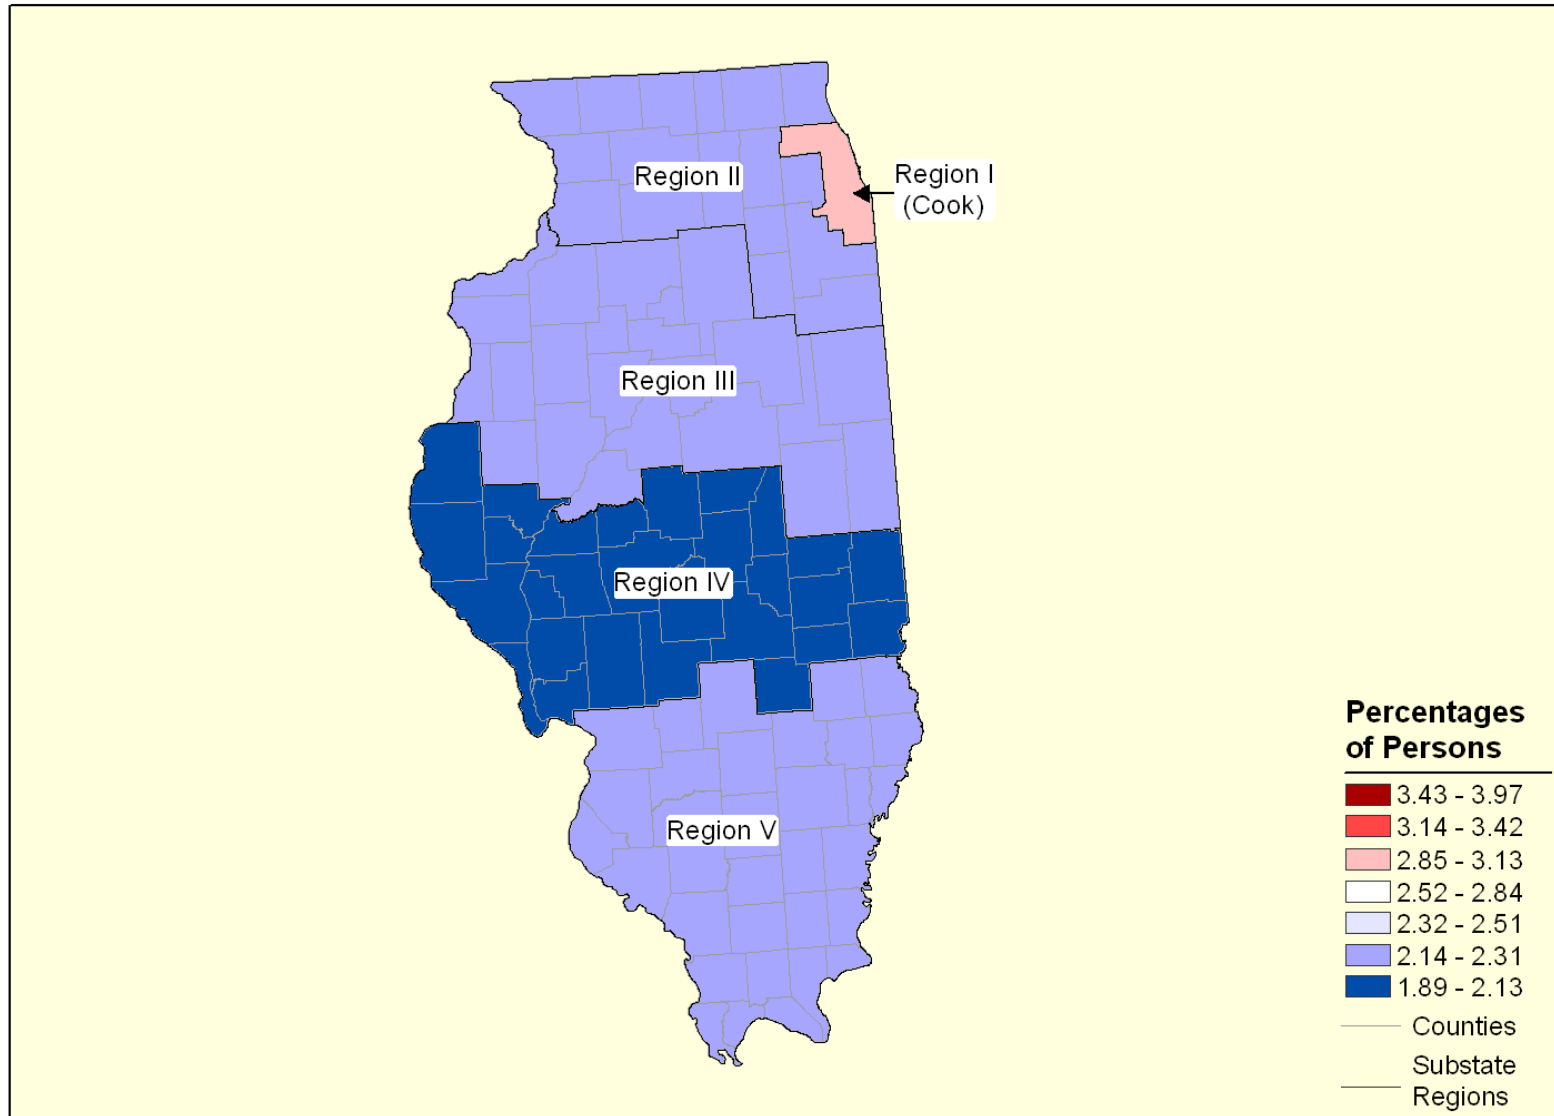 Region II
Region I
(Cook)
Region III
Region IV
Region V
Percentages
of Persons
3.43 - 3.97
3.14 - 3.42
2.85 - 3.13
2.52 - 2.84
2.32 - 2.51
2.14 - 2.31
1.89 - 2.13
Counties
Substate
Regions